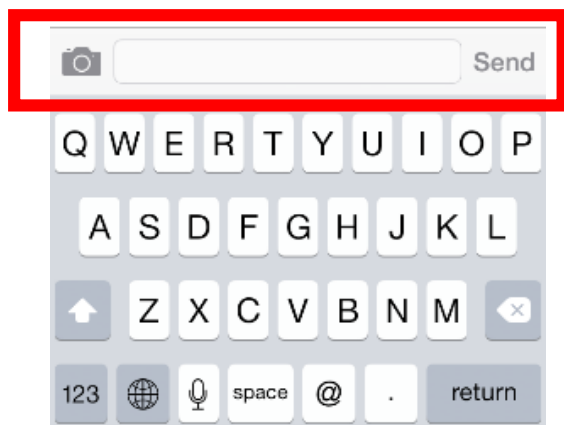 Send
Q W E R T Y U I O P
A S D F G H J K L
Z X C V B N M
123 space @ . return